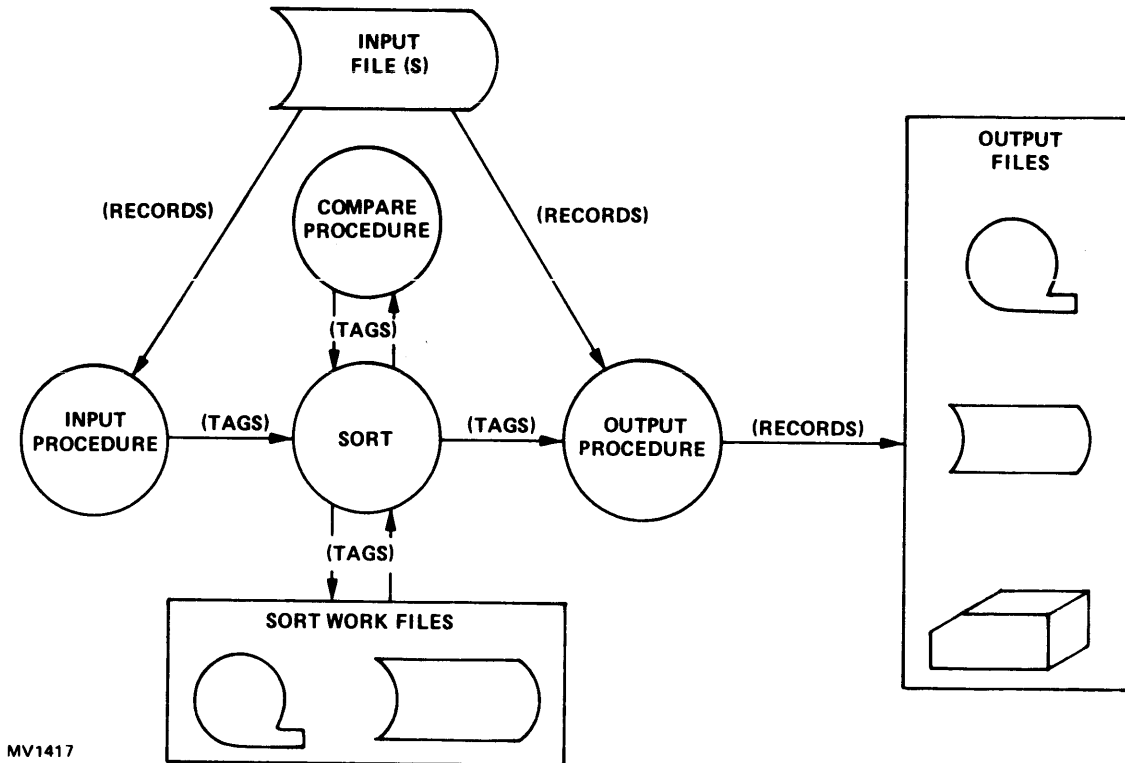 INPUT
FILE (S)
OUTPUT
FILES
(RECORDS)
COMPARE
PROCEDURE
(RECORDS)
(TAGS)
INPUT
PROCEDURE
(TAGS)
SORT
(TAGS)
OUTPUT
PROCEDURE
(RECORDS)
(TAGS)
SORT WORK FILES
MV1417